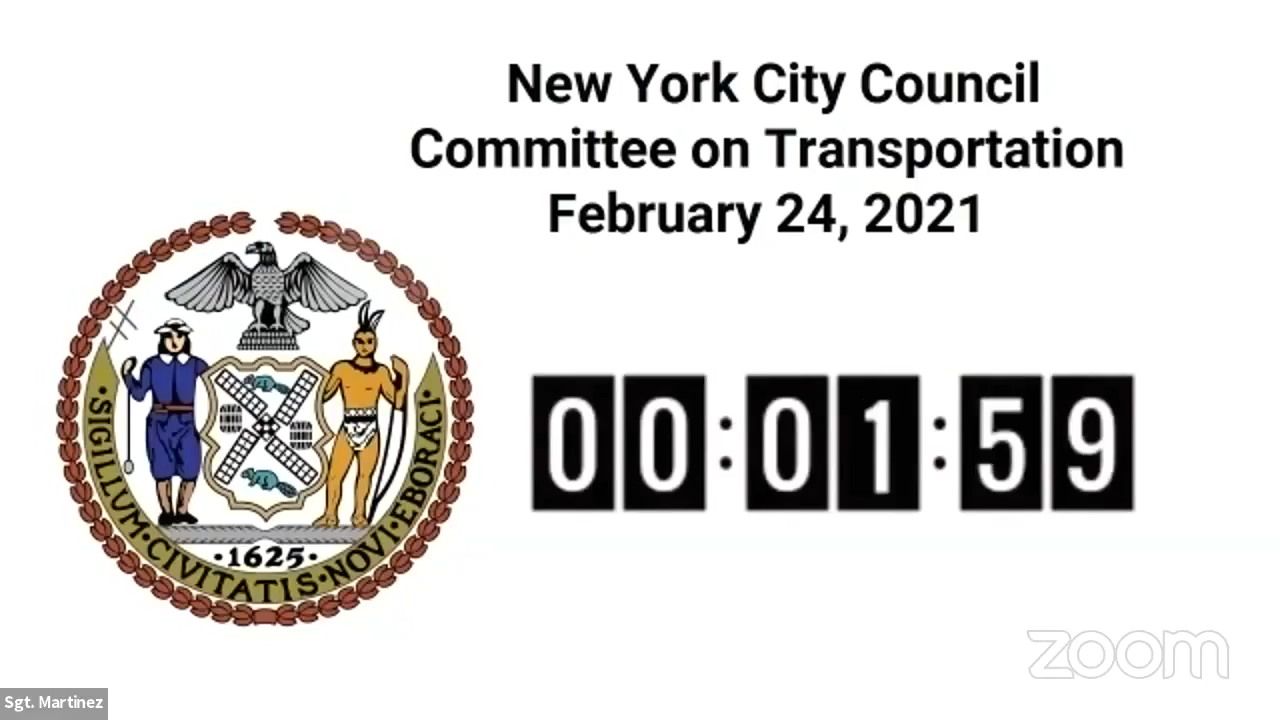 New York City Council
Committee on Transportation
February 24, 2021
00:01:59
·SIGILLUM·CIVITATIS·NOVI·EBORACI·
·1625·
zoom
Sgt. Martinez